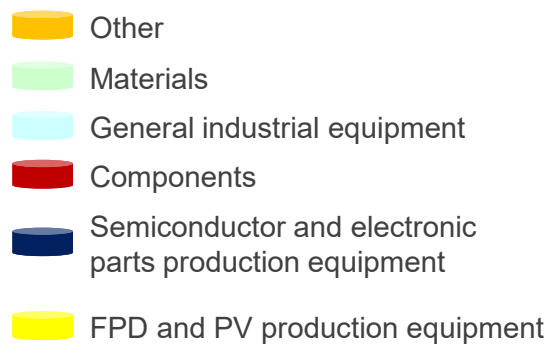 Other
Materials
General industrial equipment
Components
Semiconductor and electronic
parts production equipment
FPD and PV production equipment